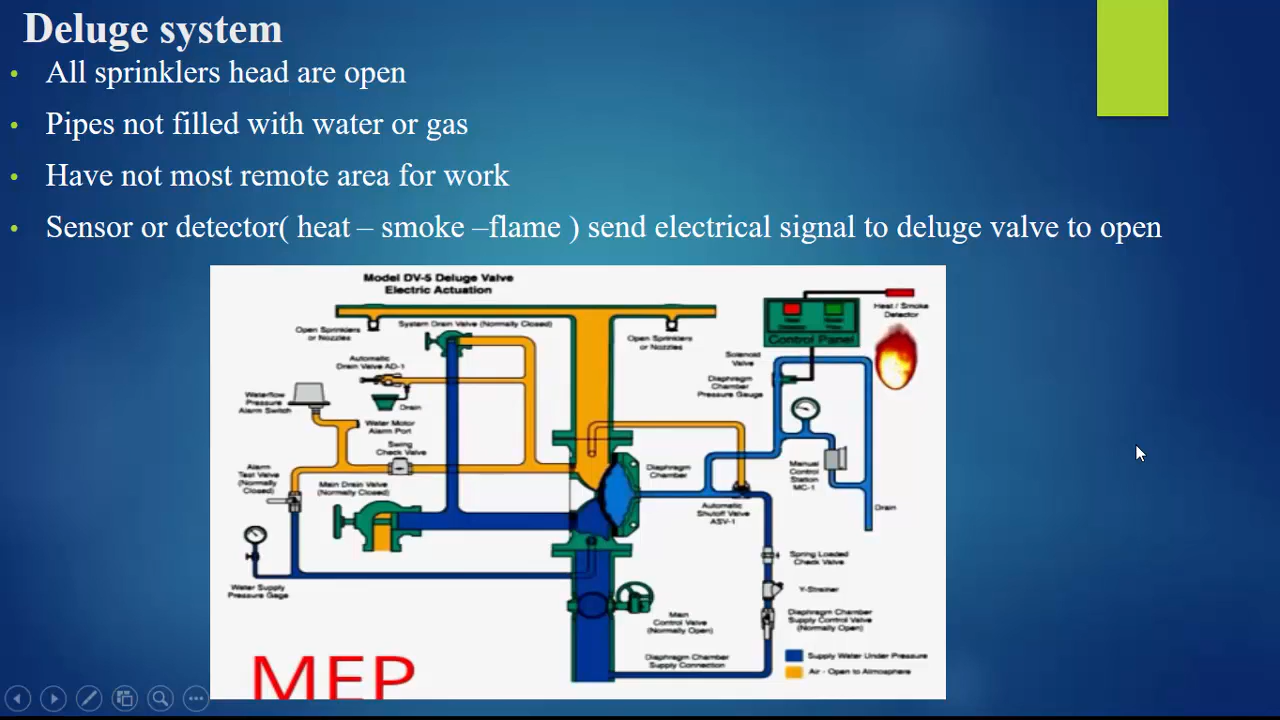 Deluge system
• All sprinklers head are open
• Pipes not filled with water or gas
• Have not most remote area for work
• Sensor or detector( heat – smoke –flame ) send electrical signal to deluge valve to open
Model DV-5 Deluge Valve
Electric Actuation
Open Sprinklers
or Nozzles
System Drain Valve (Normally Closed)
Open Sprinklers
or Nozzles
Control Panel
Heat / Smoke
Detector
Automatic
Drain Valve AD-1
Drain
Solenoid
Valve
Diaphragm
Chamber
Pressure Gauge
Waterflow
Pressure
Alarm Switch
Water Motor
Alarm Port
Swing
Check Valve
Alarm
Test Valve
(Normally
Closed)
Main Drain Valve
(Normally Closed)
Diaphragm
Chamber
Manual
Control
Station
MC-1
Automatic
Shutoff Valve
ASV-1
Drain
Spring Loaded
Check Valve
Y-Strainer
Water Supply
Pressure Gage
Main
Control Valve
(Normally Open)
Diaphragm Chamber
Supply Control Valve
(Normally Open)
Diaphragm Chamber
Supply Connection
Supply Water Under Pressure
Air - Open to Atmosphere
MEP